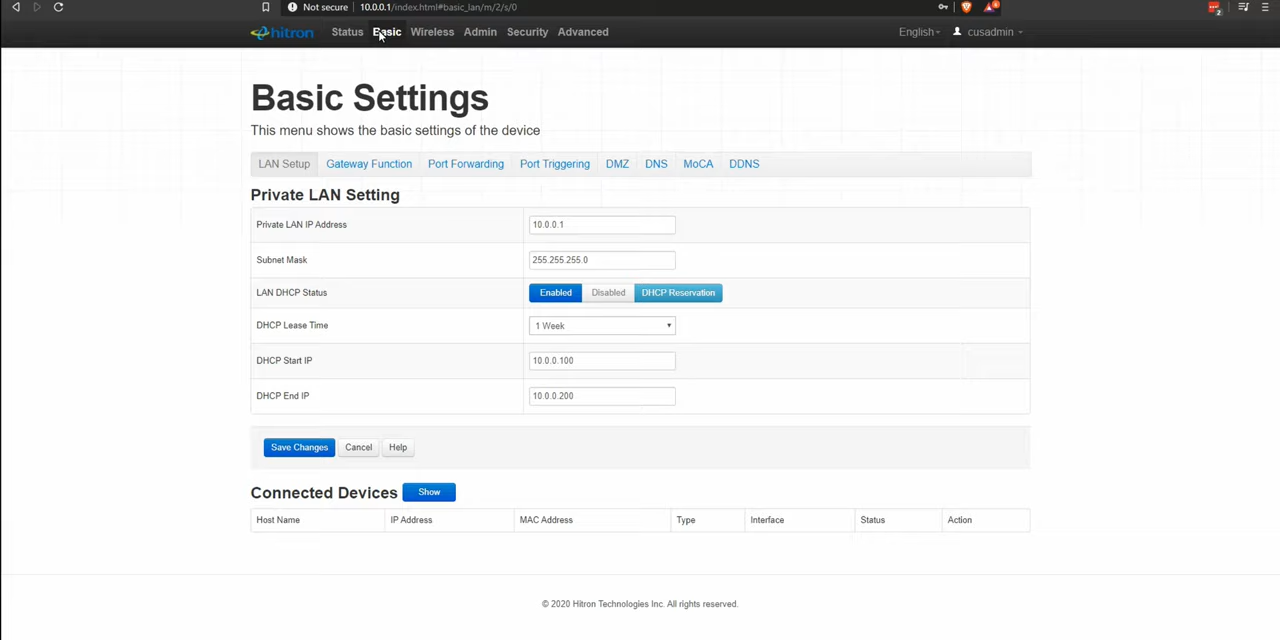 Not secure 10.0.0.1/index.html#basic_lan/m/2/s/0
hitron Status Basic Wireless Admin Security Advanced English cusadmin
Basic Settings
This menu shows the basic settings of the device
LAN Setup Gateway Function Port Forwarding Port Triggering DMZ DNS MoCA DDNS
Private LAN Setting
Private LAN IP Address 10.0.0.1
Subnet Mask 255.255.255.0
LAN DHCP Status Enabled Disabled DHCP Reservation
DHCP Lease Time 1 Week
DHCP Start IP 10.0.0.100
DHCP End IP 10.0.0.200
Save Changes Cancel Help
Connected Devices Show
Host Name IP Address MAC Address Type Interface Status Action
© 2020 Hitron Technologies Inc. All rights reserved.